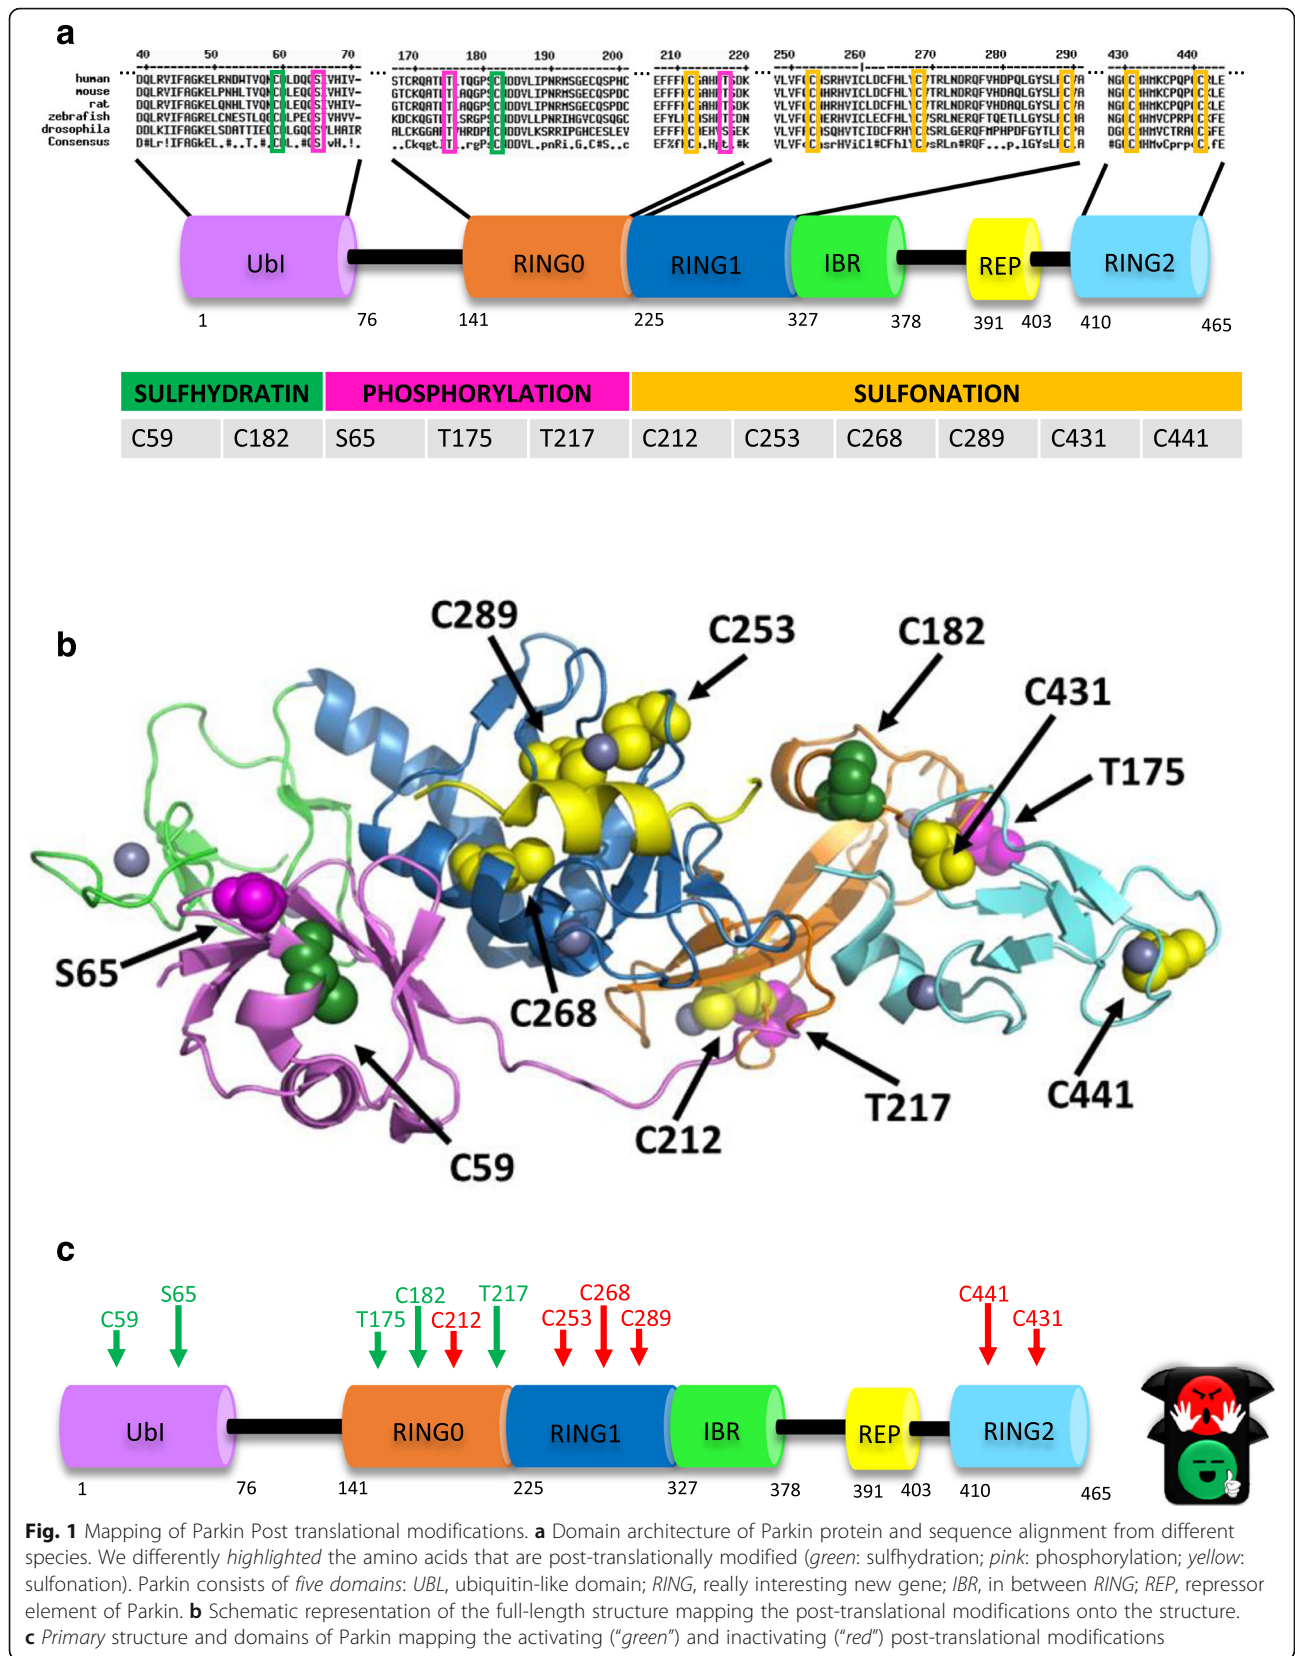 a
40 50 60 70 170 180 190 200 210 220 250 260 270 280 290 430 440
human
mouse
rat
zebrafish
drosophila
Consensus
UbI RING0 RING1 IBR REP RING2
1 76 141 225 327 378 391 403 410 465
SULFHYDRATIN PHOSPHORYLATION SULFONATION
C59 C182 S65 T175 T217 C212 C253 C268 C289 C431 C441
b
C289
C253
C182
C431
T175
S65
C268
C59
C212
T217
C441
c
S65 C182 T217 C268 C441
C59 T175 C212 C253 C289 C431
UbI RING0 RING1 IBR REP RING2
1 76 141 225 327 378 391 403 410 465
Fig. 1 Mapping of Parkin Post translational modifications. a Domain architecture of Parkin protein and sequence alignment from different
species. We differently highlighted the amino acids that are post-translationally modified (green: sulfhydration; pink: phosphorylation; yellow:
sulfonation). Parkin consists of five domains: UBL, ubiquitin-like domain; RING, really interesting new gene; IBR, in between RING; REP, repressor
element of Parkin. b Schematic representation of the full-length structure mapping the post-translational modifications onto the structure.
c Primary structure and domains of Parkin mapping the activating (“green”) and inactivating (“red”) post-translational modifications